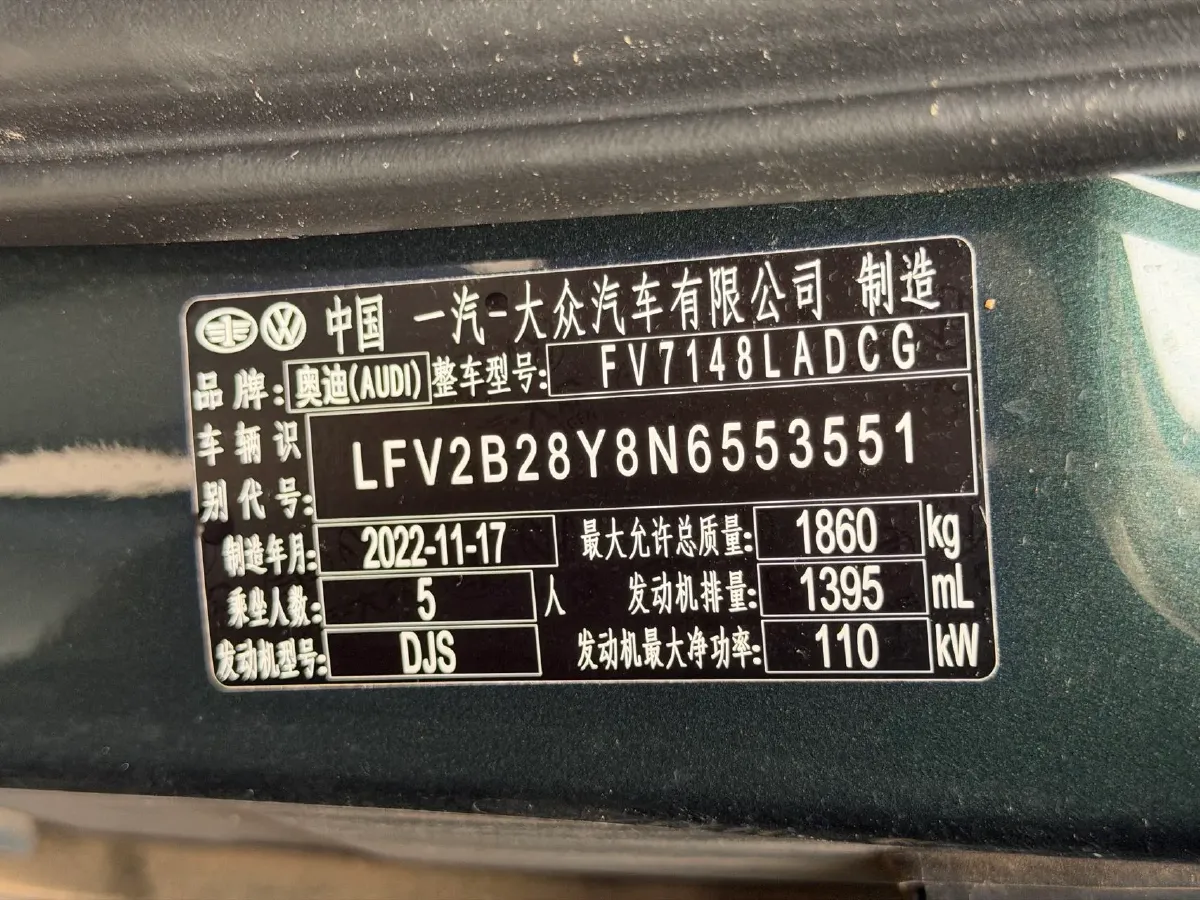 中国 一汽-大众汽车有限公司 制造
品牌: 奥迪(AUDI) 整车型号: FV7148LADCG
车辆识别代号: LFV2B28Y8N6553551
制造年月: 2022-11-17 最大允许总质量: 1860 kg
乘坐人数: 5 人 发动机排量: 1395 mL
发动机型号: DJS 发动机最大净功率: 110 kW